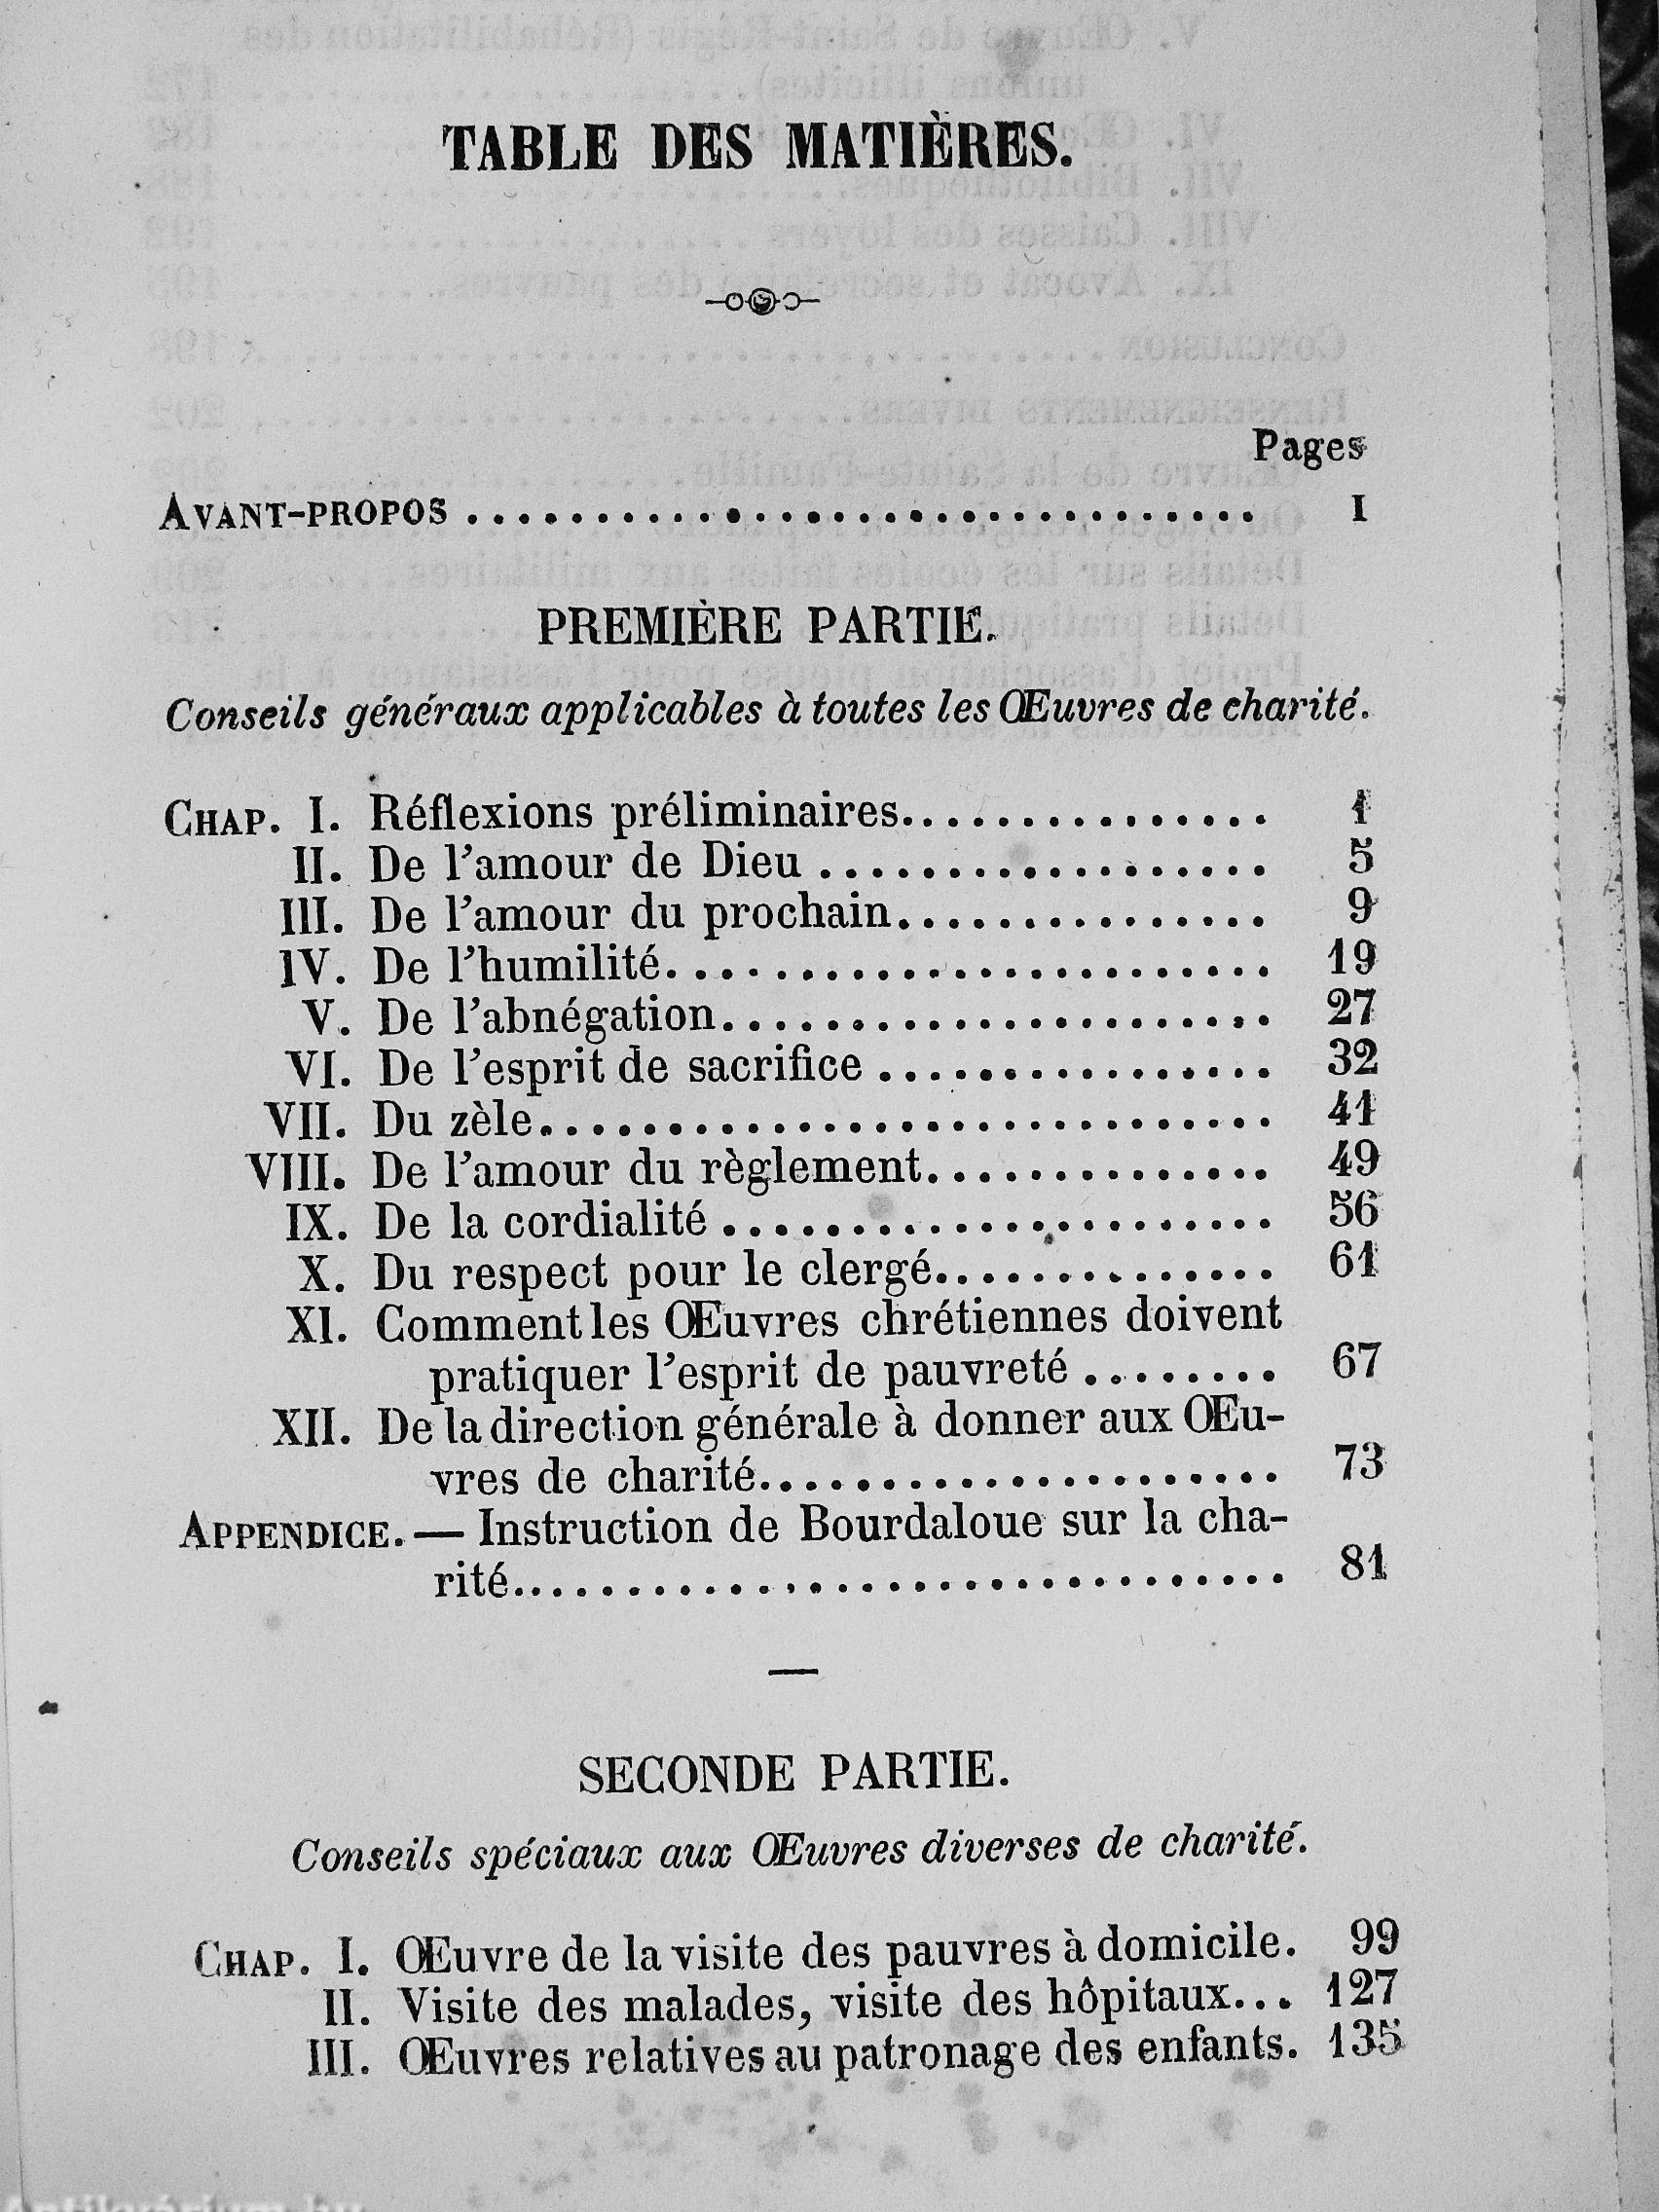 TABLE DES MATIÈRES.
Pages
AVANT-PROPOS ............................... I
PREMIÈRE PARTIE.
Conseils généraux applicables à toutes les Œuvres de charité.
CHAP. I. Réflexions préliminaires............... 1
II. De l'amour de Dieu .................. 5
III. De l'amour du prochain............... 9
IV. De l'humilité........................ 19
V. De l'abnégation...................... 27
VI. De l'esprit de sacrifice ................ 32
VII. Du zèle............................. 41
VIII. De l'amour du règlement.............. 49
IX. De la cordialité ...................... 56
X. Du respect pour le clergé.............. 61
XI. Comment les Œuvres chrétiennes doivent
pratiquer l'esprit de pauvreté ........ 67
XII. De la direction générale à donner aux Œu-
vres de charité..................... 73
APPENDICE. — Instruction de Bourdaloue sur la cha-
rité.............................. 81
—
SECONDE PARTIE.
Conseils spéciaux aux Œuvres diverses de charité.
CHAP. I. Œuvre de la visite des pauvres à domicile. 99
II. Visite des malades, visite des hôpitaux... 127
III. Œuvres relatives au patronage des enfants. 135